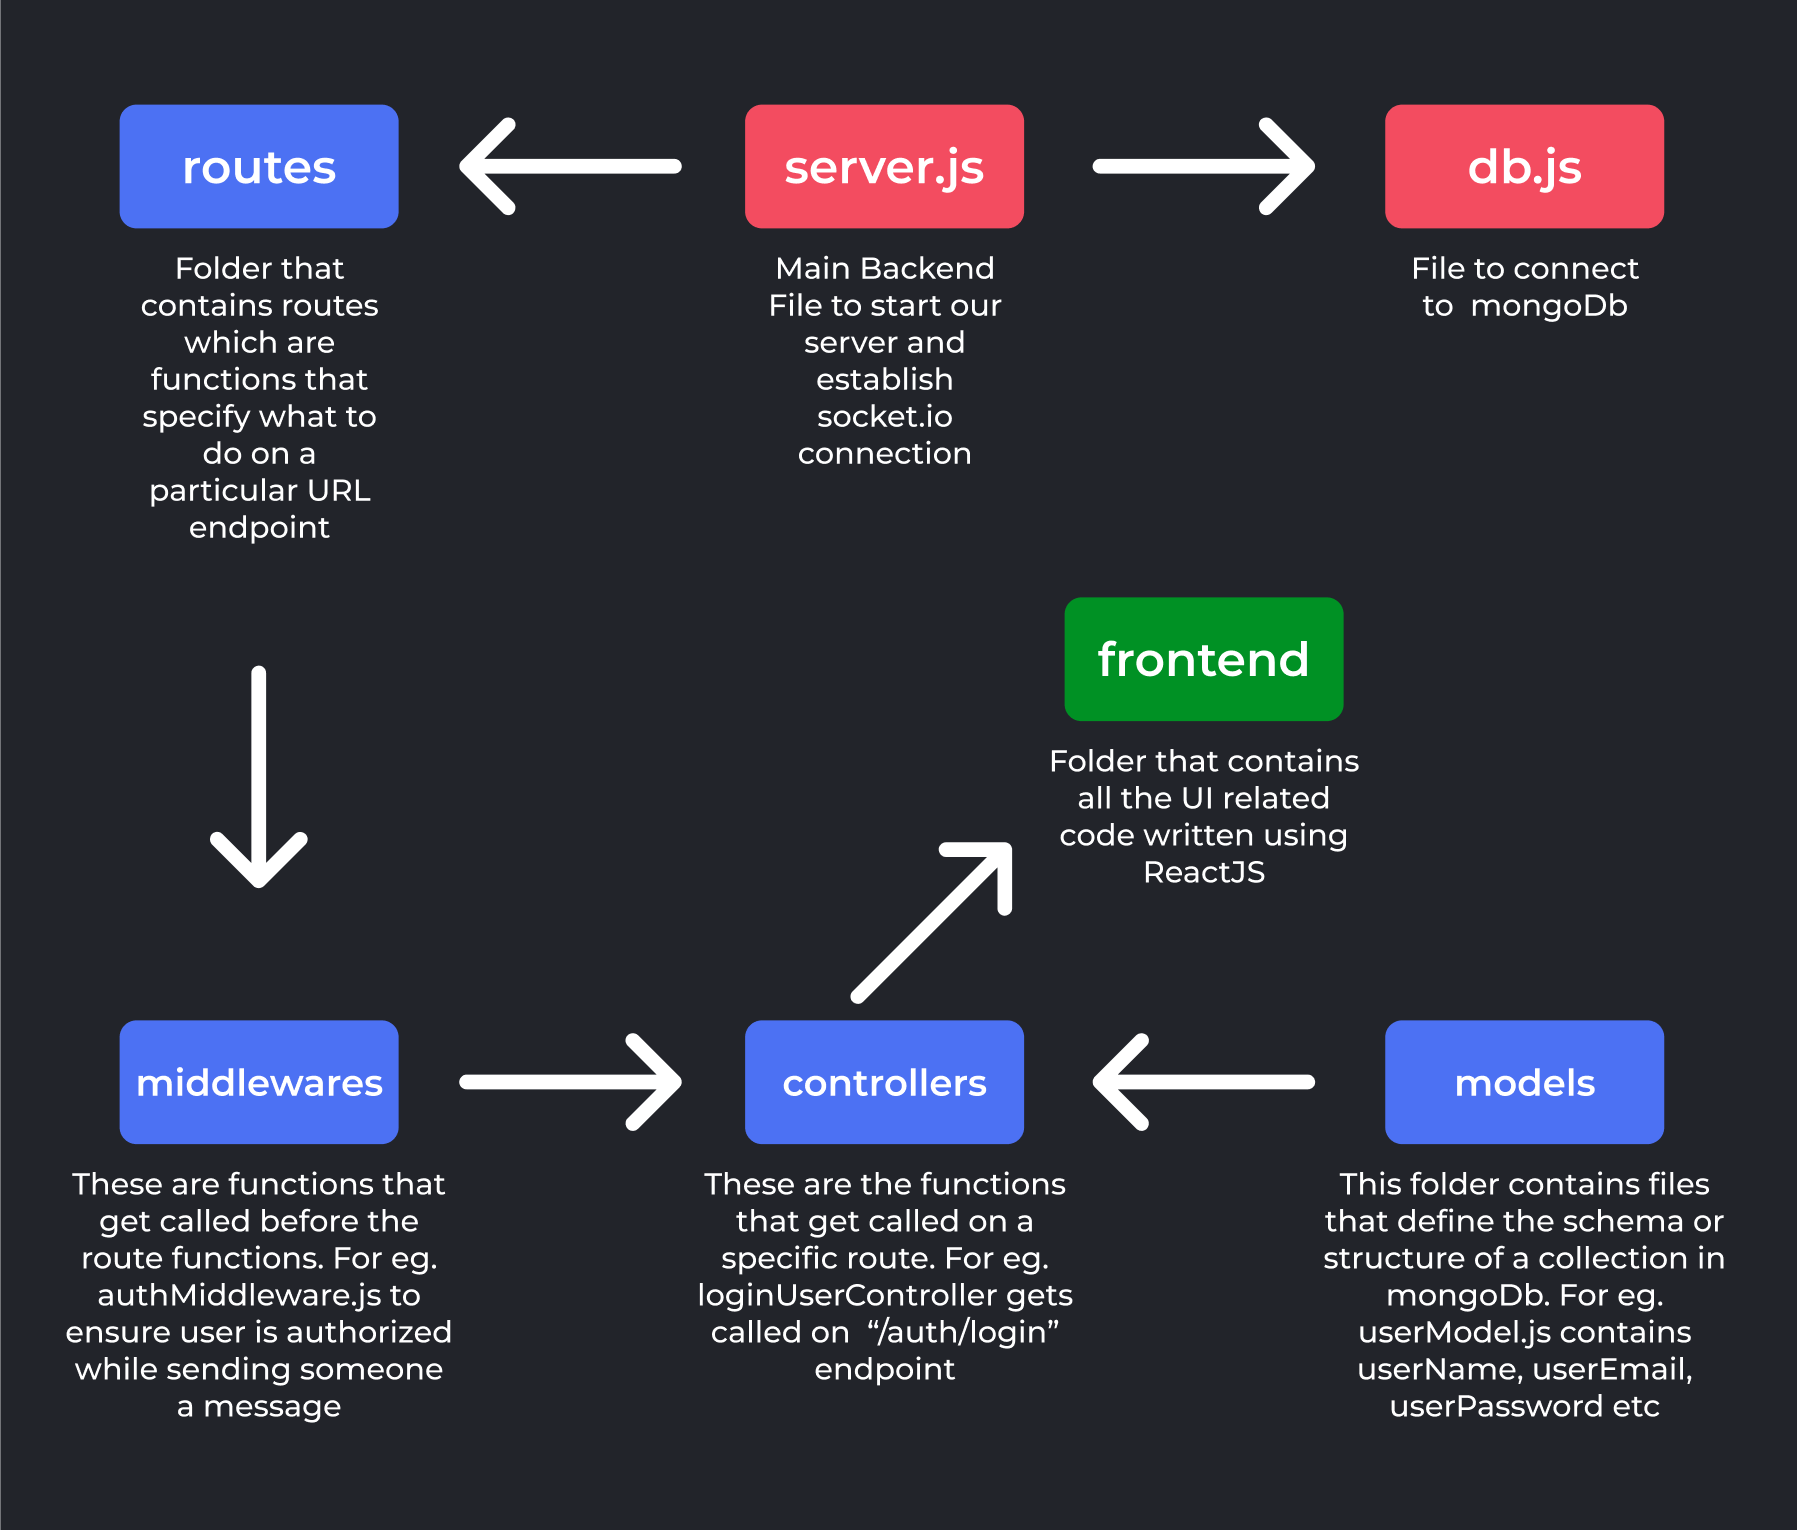 routes
Folder that
contains routes
which are
functions that
specify what to
do on a
particular URL
endpoint
server.js
Main Backend
File to start our
server and
establish
socket.io
connection
db.js
File to connect
to  mongoDb
frontend
Folder that contains
all the UI related
code written using
ReactJS
middlewares
These are functions that
get called before the
route functions. For eg.
authMiddleware.js to
ensure user is authorized
while sending someone
a message
controllers
These are the functions
that get called on a
specific route. For eg.
loginUserController gets
called on  “/auth/login”
endpoint
models
This folder contains files
that define the schema or
structure of a collection in
mongoDb. For eg.
userModel.js contains
userName, userEmail,
userPassword etc